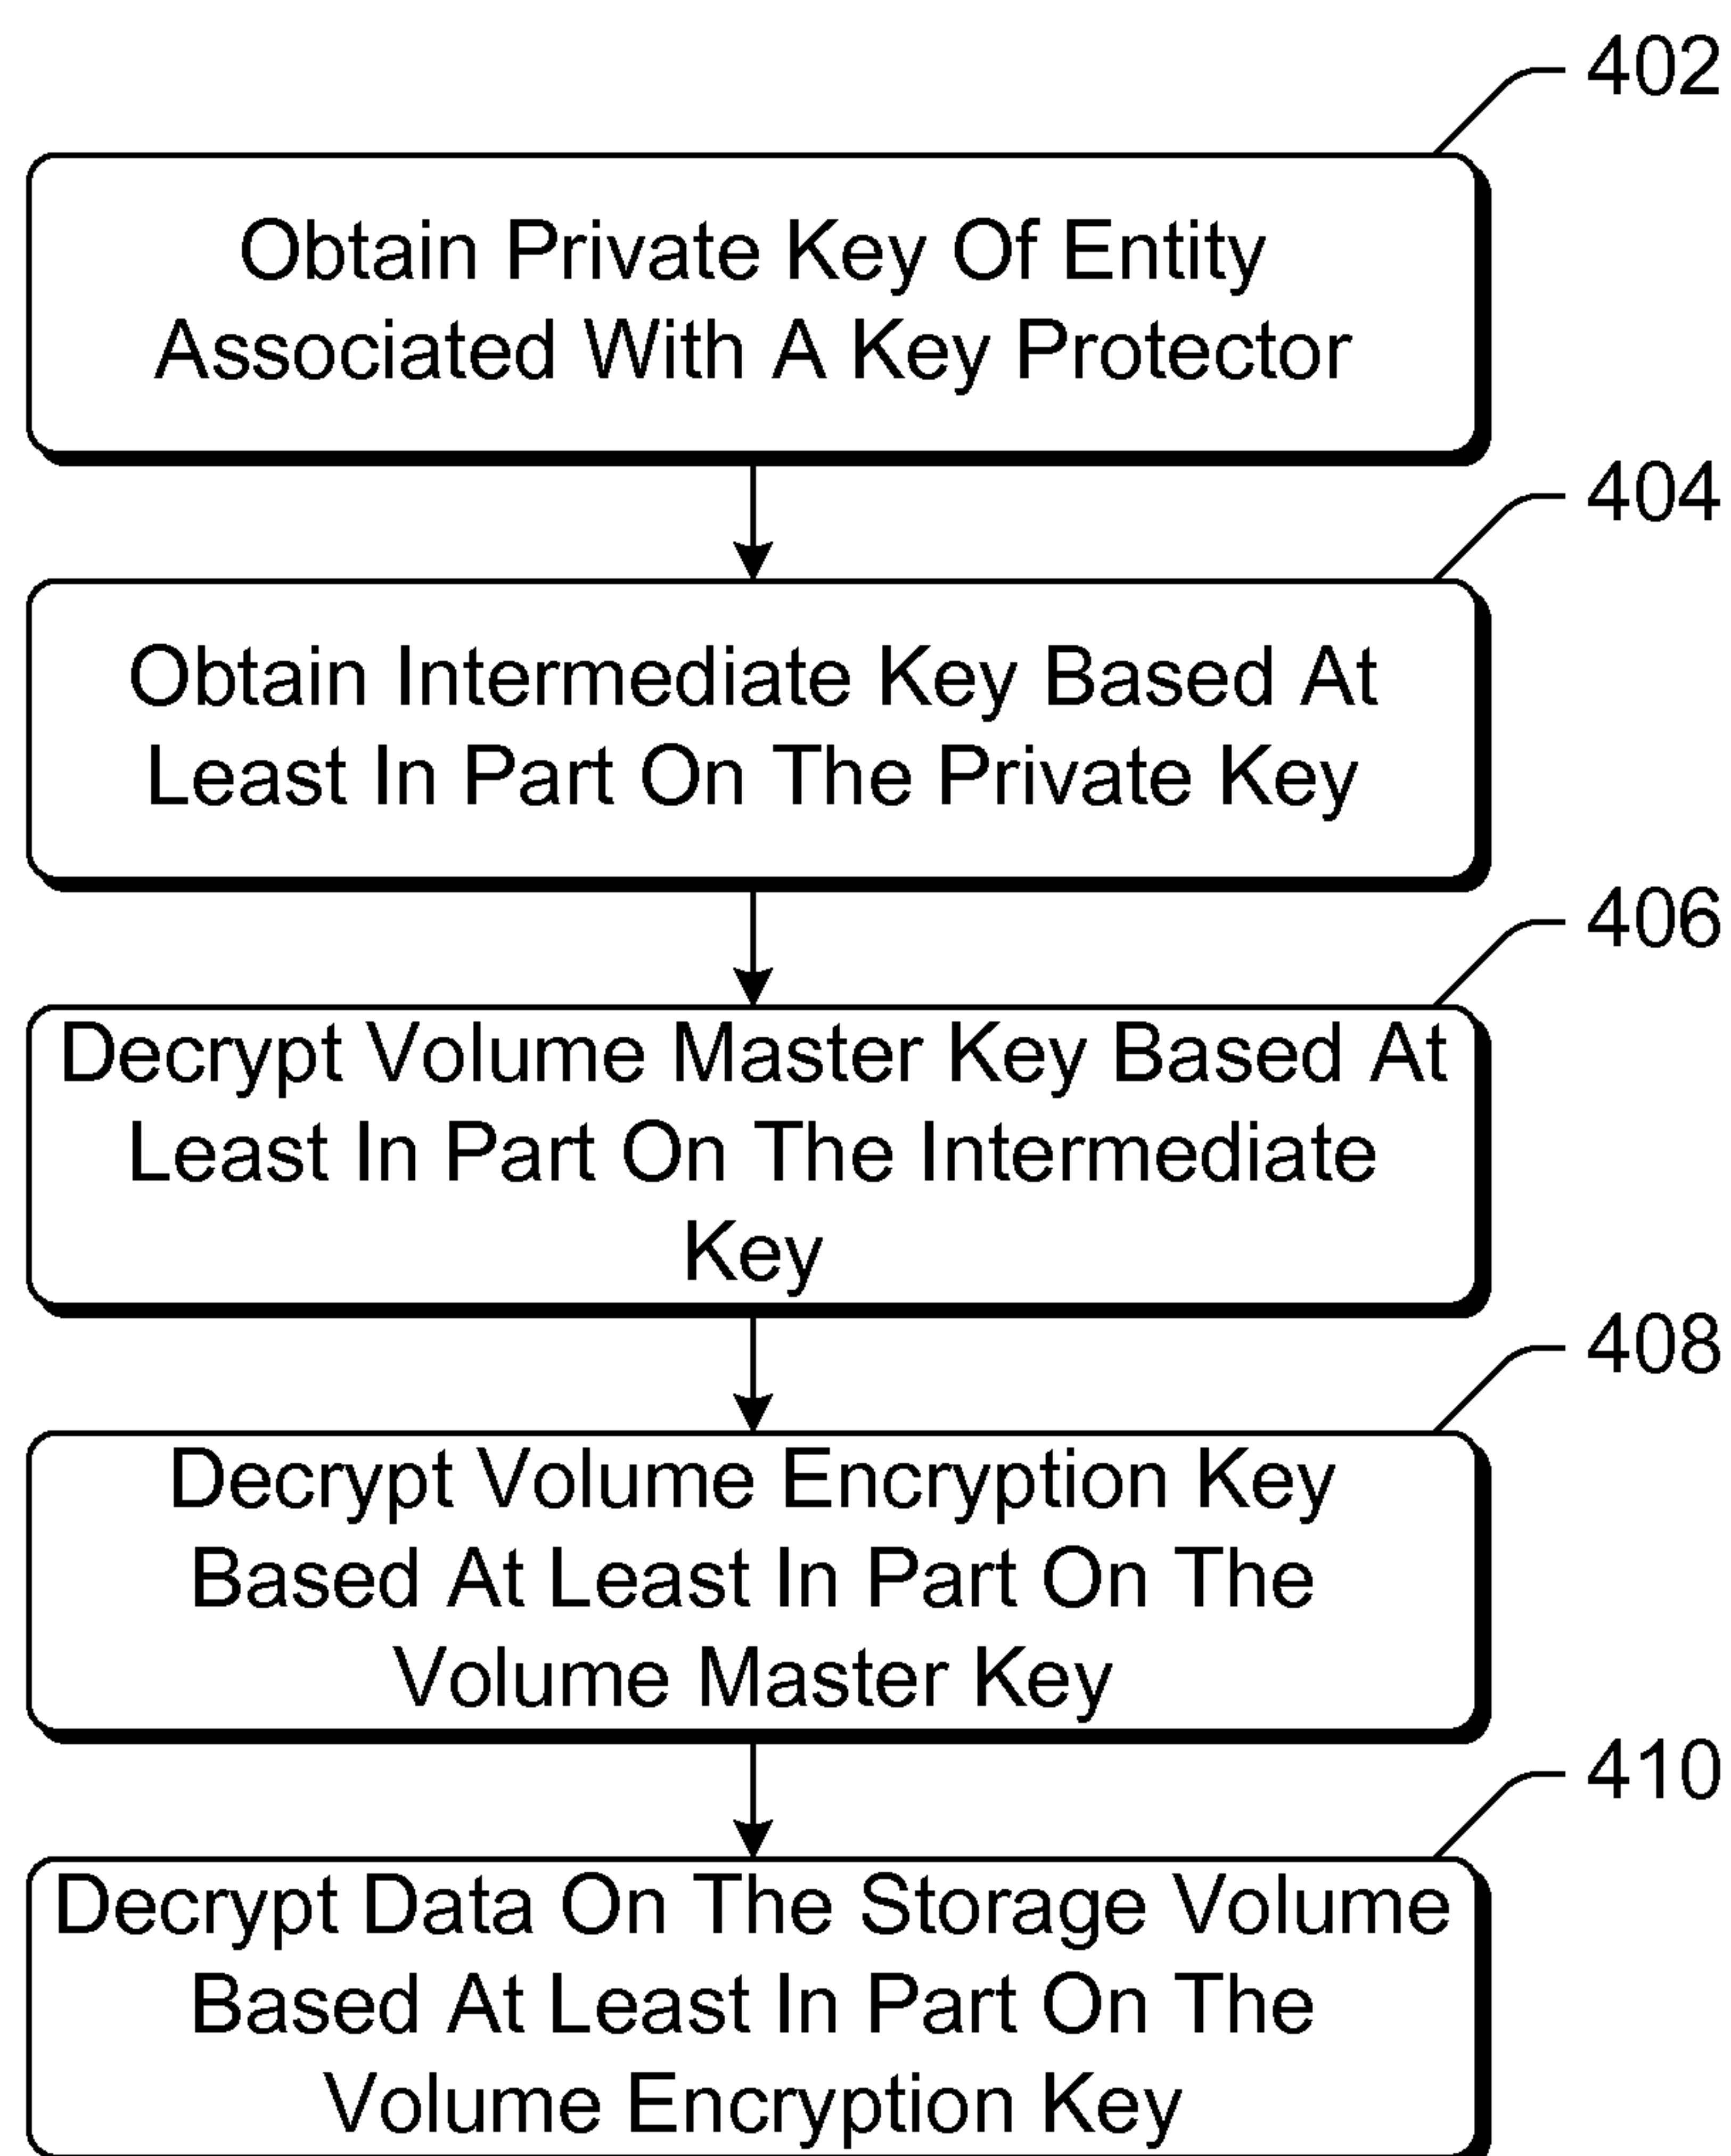 402
Obtain Private Key Of Entity
Associated With A Key Protector
404
Obtain Intermediate Key Based At
Least In Part On The Private Key
406
Decrypt Volume Master Key Based At
Least In Part On The Intermediate
Key
408
Decrypt Volume Encryption Key
Based At Least In Part On The
Volume Master Key
410
Decrypt Data On The Storage Volume
Based At Least In Part On The
Volume Encryption Key